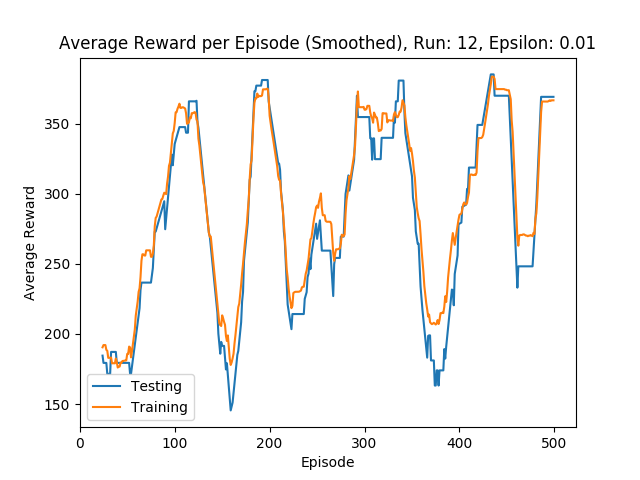 Average Reward per Episode (Smoothed), Run: 12, Epsilon: 0.01
Average Reward
350
300
250
200
150
Testing
Training
0 100 200 300 400 500
Episode